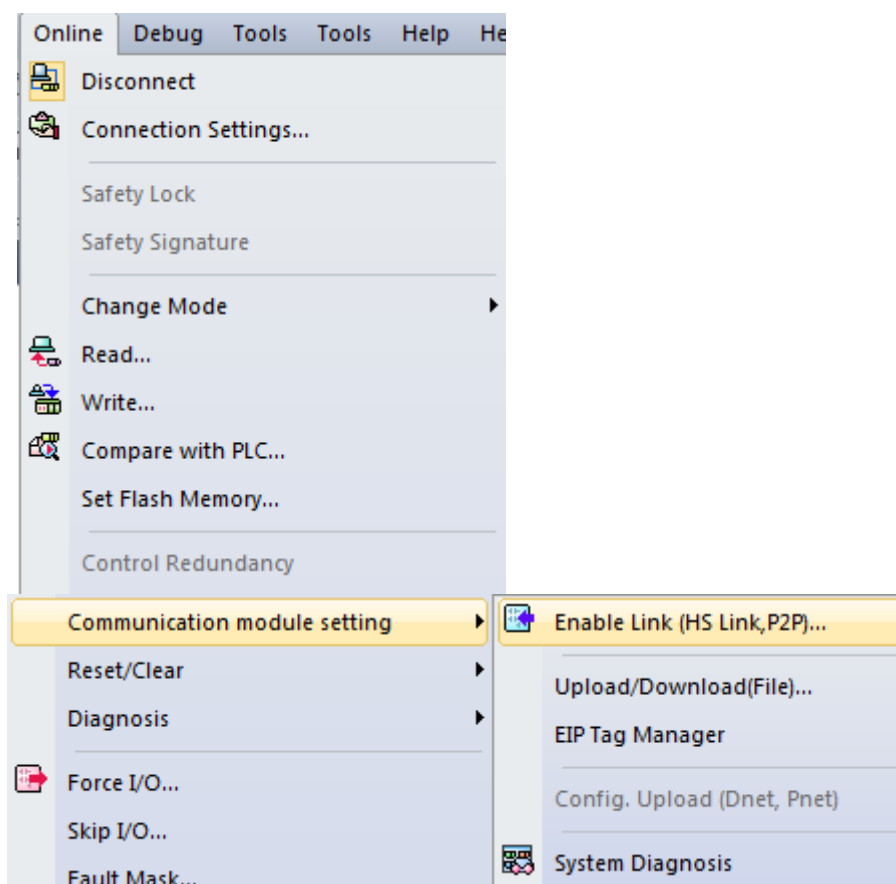 Online Debug Tools Tools Help He
Disconnect
Connection Settings...
Safety Lock
Safety Signature
Change Mode
Read...
Write...
Compare with PLC...
Set Flash Memory...
Control Redundancy
Communication module setting
Enable Link (HS Link,P2P)...
Reset/Clear
Upload/Download(File)...
Diagnosis
EIP Tag Manager
Force I/O...
Config. Upload (Dnet, Pnet)
Skip I/O...
System Diagnosis
Fault Mask...